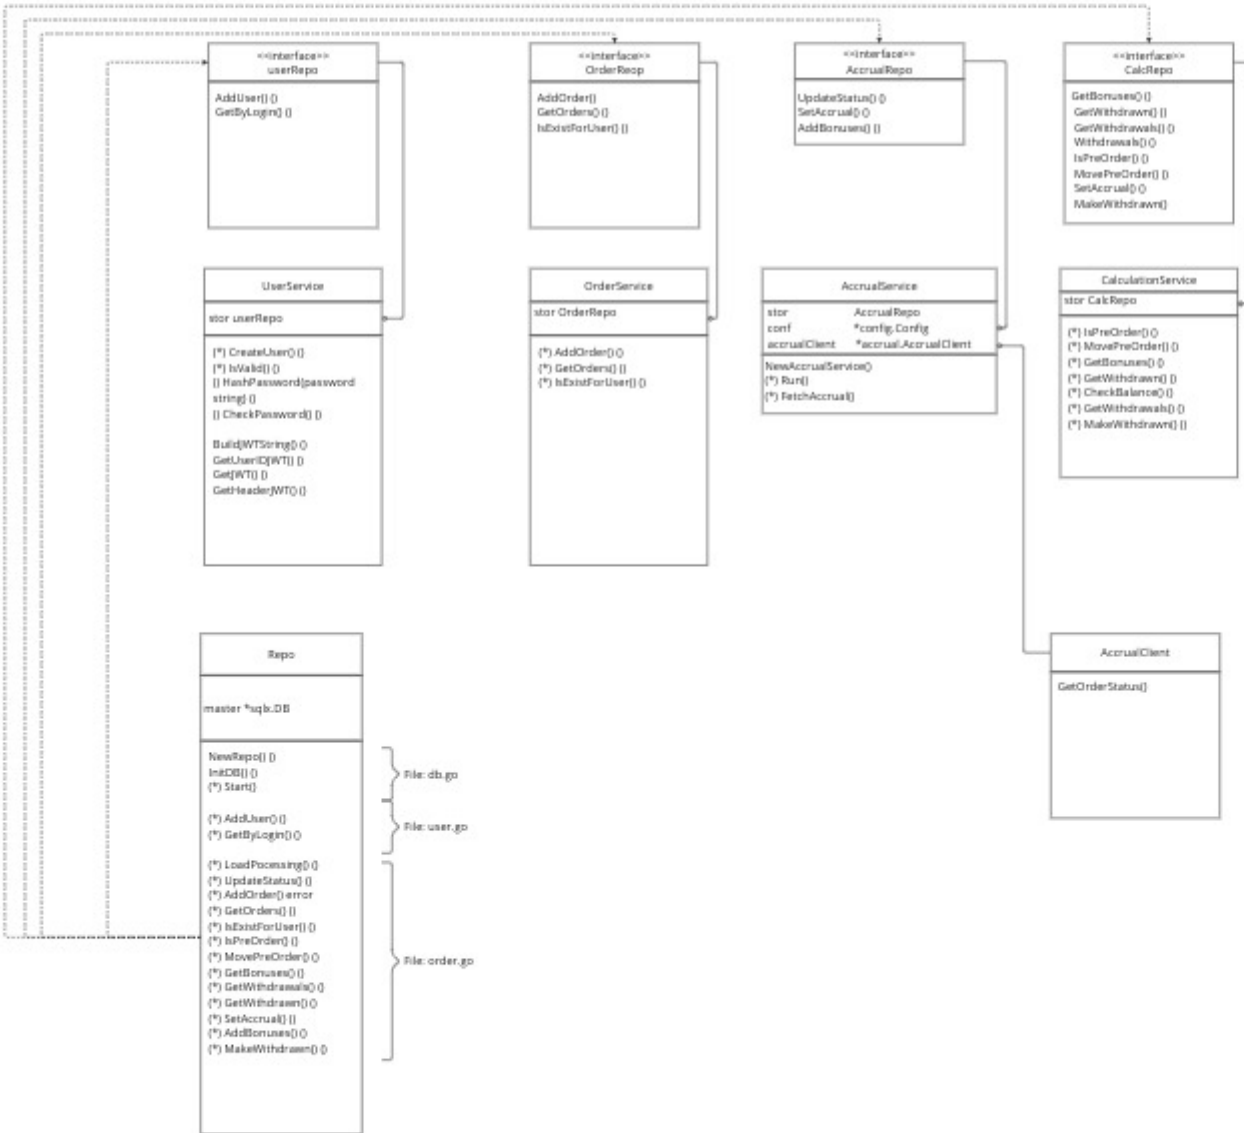 <<interface>>
userRepo
AddUser() ()
GetByLogin() ()
<<interface>>
OrderReop
AddOrder()
GetOrders() ()
IsExistForUser() ()
<<interface>>
AccrualRepo
UpdateStatus() ()
SetAccrual() ()
AddBonuses() ()
<<interface>>
CalcRepo
GetBonuses() ()
GetWithdrawn() ()
GetWithdrawals() ()
Withdrawals() ()
IsPreOrder() ()
MovePreOrder() ()
SetAccrual() ()
MakeWithdrawn()
UserService
stor userRepo
(*) CreateUser() ()
(*) IsValid() ()
() HashPassword(password
string) ()
() CheckPassword() ()
BuildJWTString() ()
GetUserIDJWT() ()
GetJWT() ()
GetHeaderJWT() ()
OrderService
stor OrderRepo
(*) AddOrder() ()
(*) GetOrders() ()
(*) IsExistForUser() ()
AccrualService
stor AccrualRepo
conf *config.Config
accrualClient *accrual.AccrualClient
NewAccrualService()
(*) Run()
(*) FetchAccrual()
CalculationService
stor CalcRepo
(*) IsPreOrder() ()
(*) MovePreOrder() ()
(*) GetBonuses() ()
(*) GetWithdrawn() ()
(*) CheckBalance() ()
(*) GetWithdrawals() ()
(*) MakeWithdrawn() ()
Repo
master *sqlx.DB
NewRepo() ()
InitDB() ()
(*) Start()
(*) AddUser() ()
(*) GetByLogin() ()
(*) LoadPocessing() ()
(*) UpdateStatus() ()
(*) AddOrder() error
(*) GetOrders() ()
(*) IsExistForUser() ()
(*) IsPreOrder() ()
(*) MovePreOrder() ()
(*) GetBonuses() ()
(*) GetWithdrawals() ()
(*) GetWithdrawn() ()
(*) SetAccrual() ()
(*) AddBonuses() ()
(*) MakeWithdrawn() ()
File: db.go
File: user.go
File: order.go
AccrualClient
GetOrderStatus()